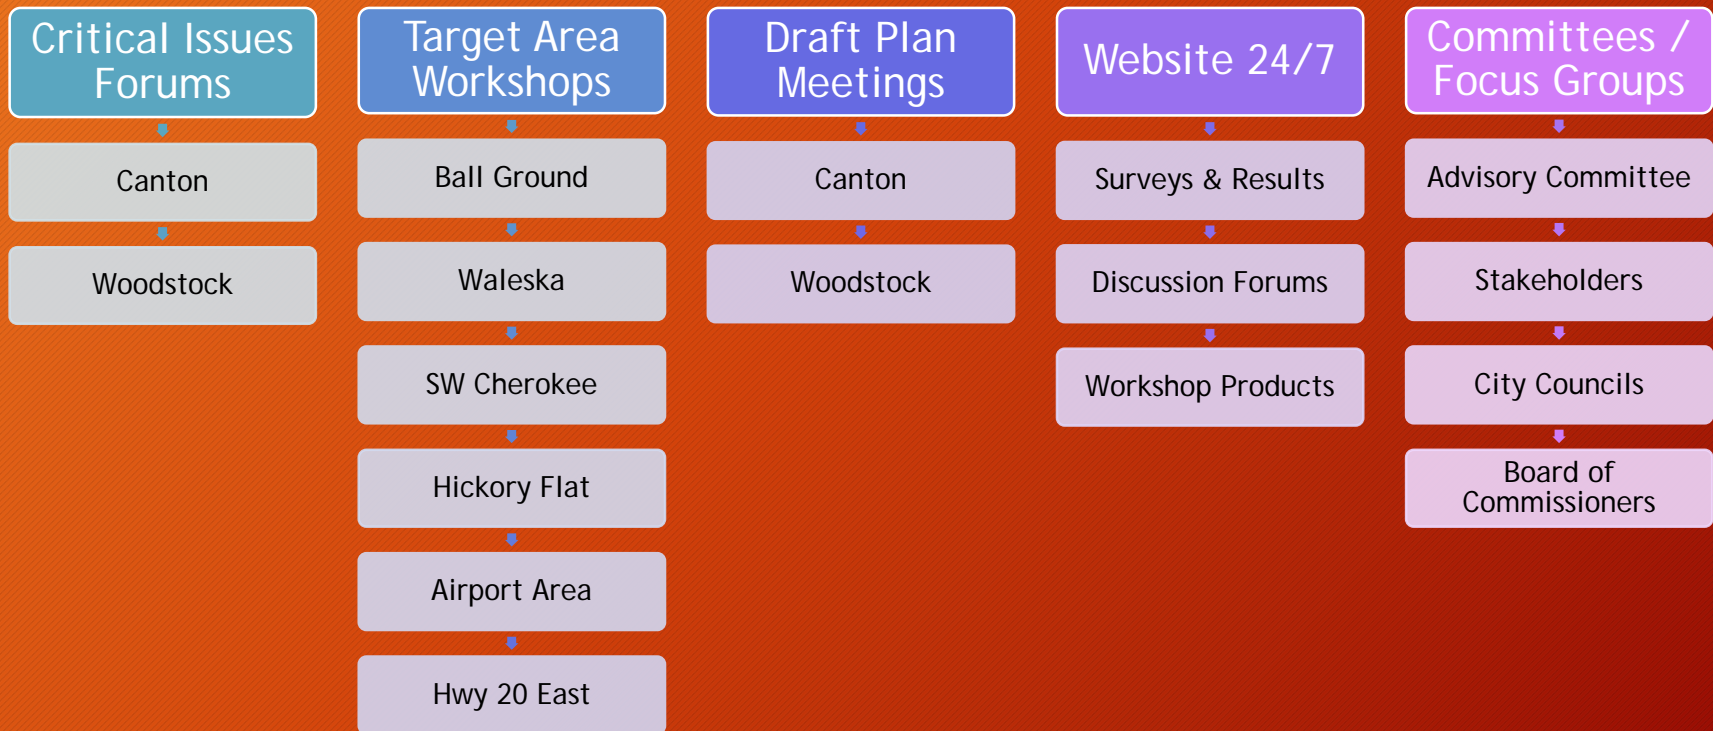 Critical Issues
Forums
Canton
Woodstock
Target Area
Workshops
Ball Ground
Waleska
SW Cherokee
Hickory Flat
Airport Area
Hwy 20 East
Draft Plan
Meetings
Canton
Woodstock
Website 24/7
Surveys & Results
Discussion Forums
Workshop Products
Committees /
Focus Groups
Advisory Committee
Stakeholders
City Councils
Board of
Commissioners